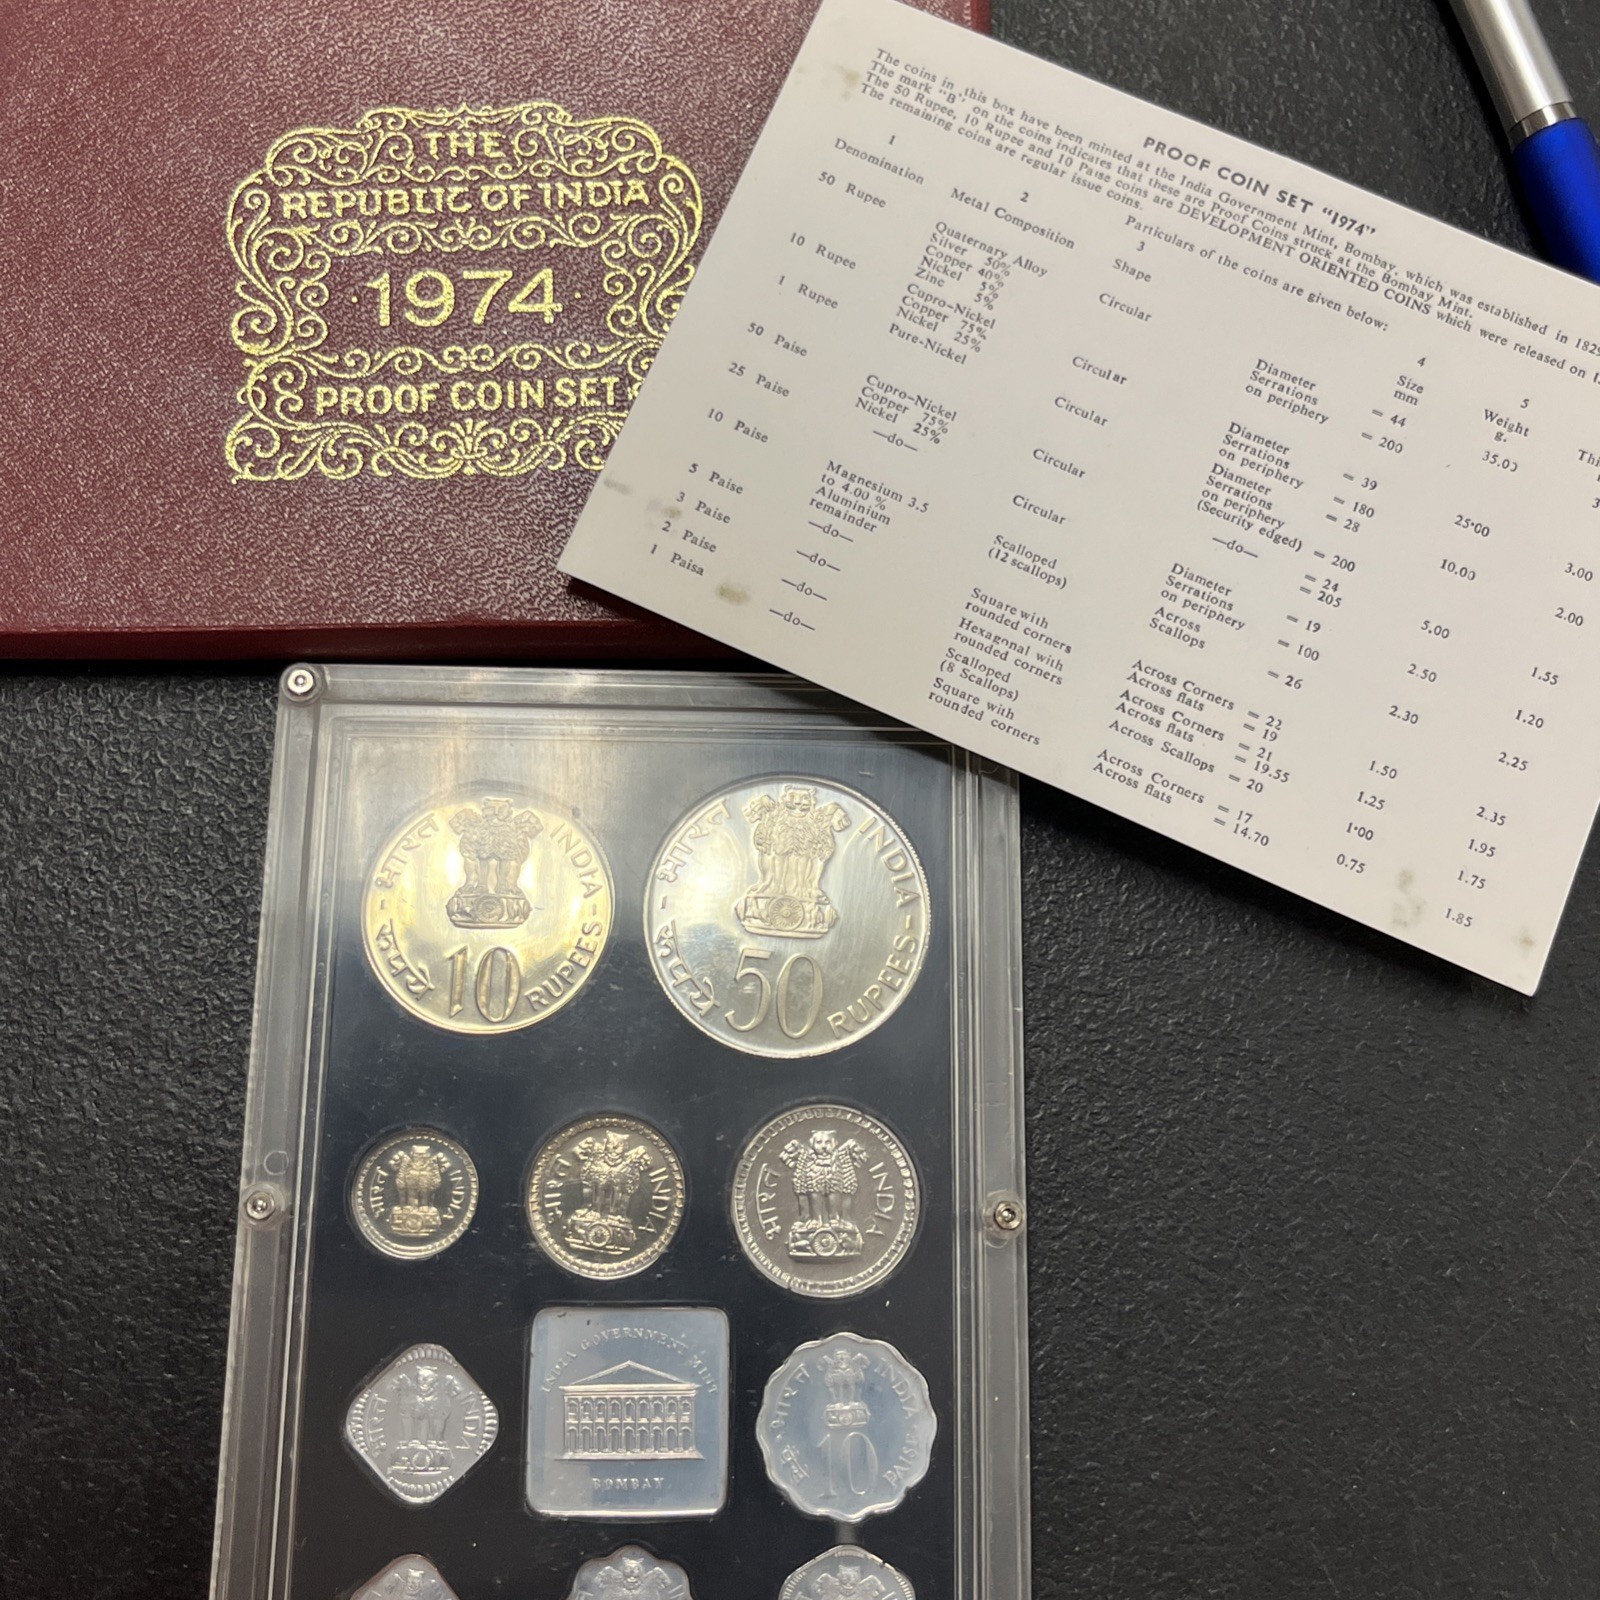 THE
REPUBLIC OF INDIA
1974
PROOF COIN SET
PROOF COIN SET "1974"
The coins in this box have been minted at the India Government Mint, Bombay, which was established in 1829
The mark "B" on the coins indicates that these are Proof Coins struck at the Bombay Mint.
The 50 Rupee, 10 Rupee and 10 Paise coins are DEVELOPMENT ORIENTED COINS which were released on
The remaining coins are regular issue coins.
Particulars of the coins are given below:
1 2 3 4 5
Denomination Metal Composition Shape Size mm Weight g.
50 Rupee Quaternary Alloy Circular Diameter = 44 35.00
Silver 50% Serrations
Copper 40% on periphery = 200
Nickel 5%
Zinc 5%
10 Rupee Cupro-Nickel Circular Diameter = 39 25.00 3.00
Copper 75% Serrations
Nickel 25% on periphery = 180
1 Rupee Pure-Nickel Circular Diameter = 28 10.00 2.00
Serrations
on periphery
(Security edged) = 200
50 Paise Cupro-Nickel Circular —do— = 24 5.00 1.55
Copper 75% = 205
Nickel 25%
25 Paise —do— Circular Diameter = 19 2.50 1.20
Serrations
on periphery = 100
10 Paise Magnesium 3.5 Scalloped Across = 26 2.30 2.25
to 4.00 % (12 scallops) Scallops
Aluminium
remainder
5 Paise —do— Square with Across Corners = 22 1.50 2.35
rounded corners Across flats = 19
3 Paise —do— Hexagonal with Across Corners = 21 1.25 1.95
rounded corners Across flats = 19.55
2 Paise —do— Scalloped Across Scallops = 20 1.00 1.75
(8 Scallops)
1 Paisa —do— Square with Across Corners = 17 0.75 1.85
rounded corners Across flats = 14.70
भारत INDIA
रुपये 10 RUPEES
भारत INDIA
रुपये 50 RUPEES
भारत INDIA
भारत INDIA
भारत INDIA
भारत INDIA
INDIA GOVERNMENT MINT
BOMBAY
भारत INDIA
पैसे 10 PAISE